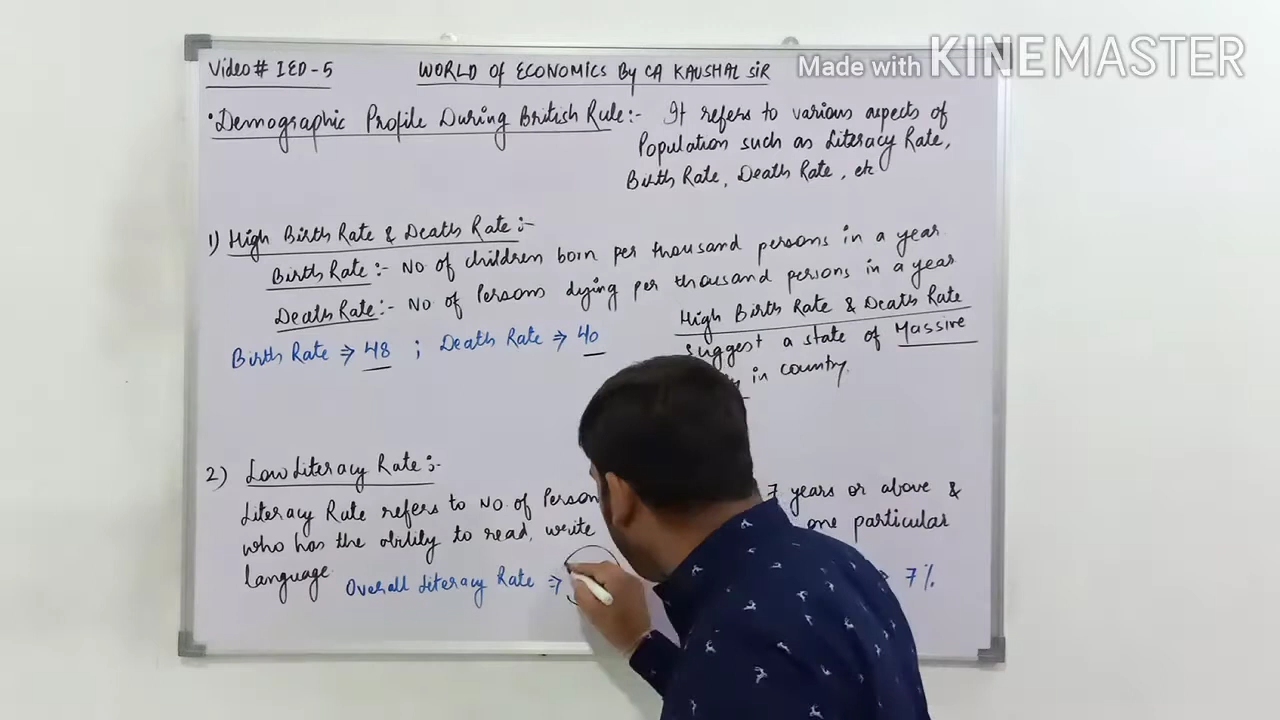 Video# IED-5
WORLD of ECONOMICS By CA KAUSHAL SIR
Made with KINEMASTER
• Demographic Profile During British Rule:- It refers to various aspects of
Population such as Literacy Rate,
Birth Rate, Death Rate, etc
1) High Birth Rate & Death Rate:-
Birth Rate:- No of children born per thousand persons in a year
Death Rate:- No of Persons dying per thousand persons in a year
Birth Rate ⇒ 48 ; Death Rate ⇒ 40
High Birth Rate & Death Rate
suggest a state of Massive
in country.
2) Low Literacy Rate:-
Literacy Rate refers to No. of Person 7 years or above &
who has the ability to read, write one particular
language.
Overall Literacy Rate ⇒ 7%